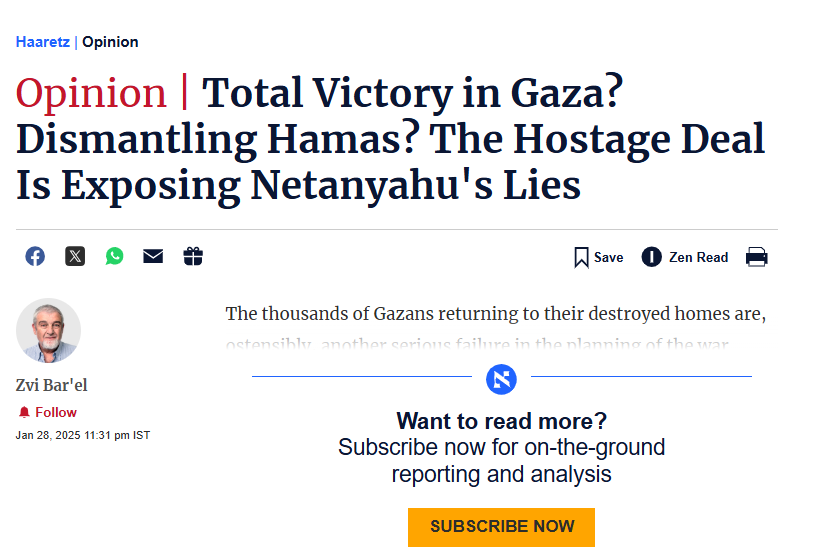 Haaretz | Opinion
Opinion | Total Victory in Gaza?
Dismantling Hamas? The Hostage Deal
Is Exposing Netanyahu's Lies
Save
Zen Read
The thousands of Gazans returning to their destroyed homes are,
ostensibly, another serious failure in the planning of the war
Zvi Bar'el
Follow
Jan 28, 2025 11:31 pm IST
Want to read more?
Subscribe now for on-the-ground
reporting and analysis
SUBSCRIBE NOW